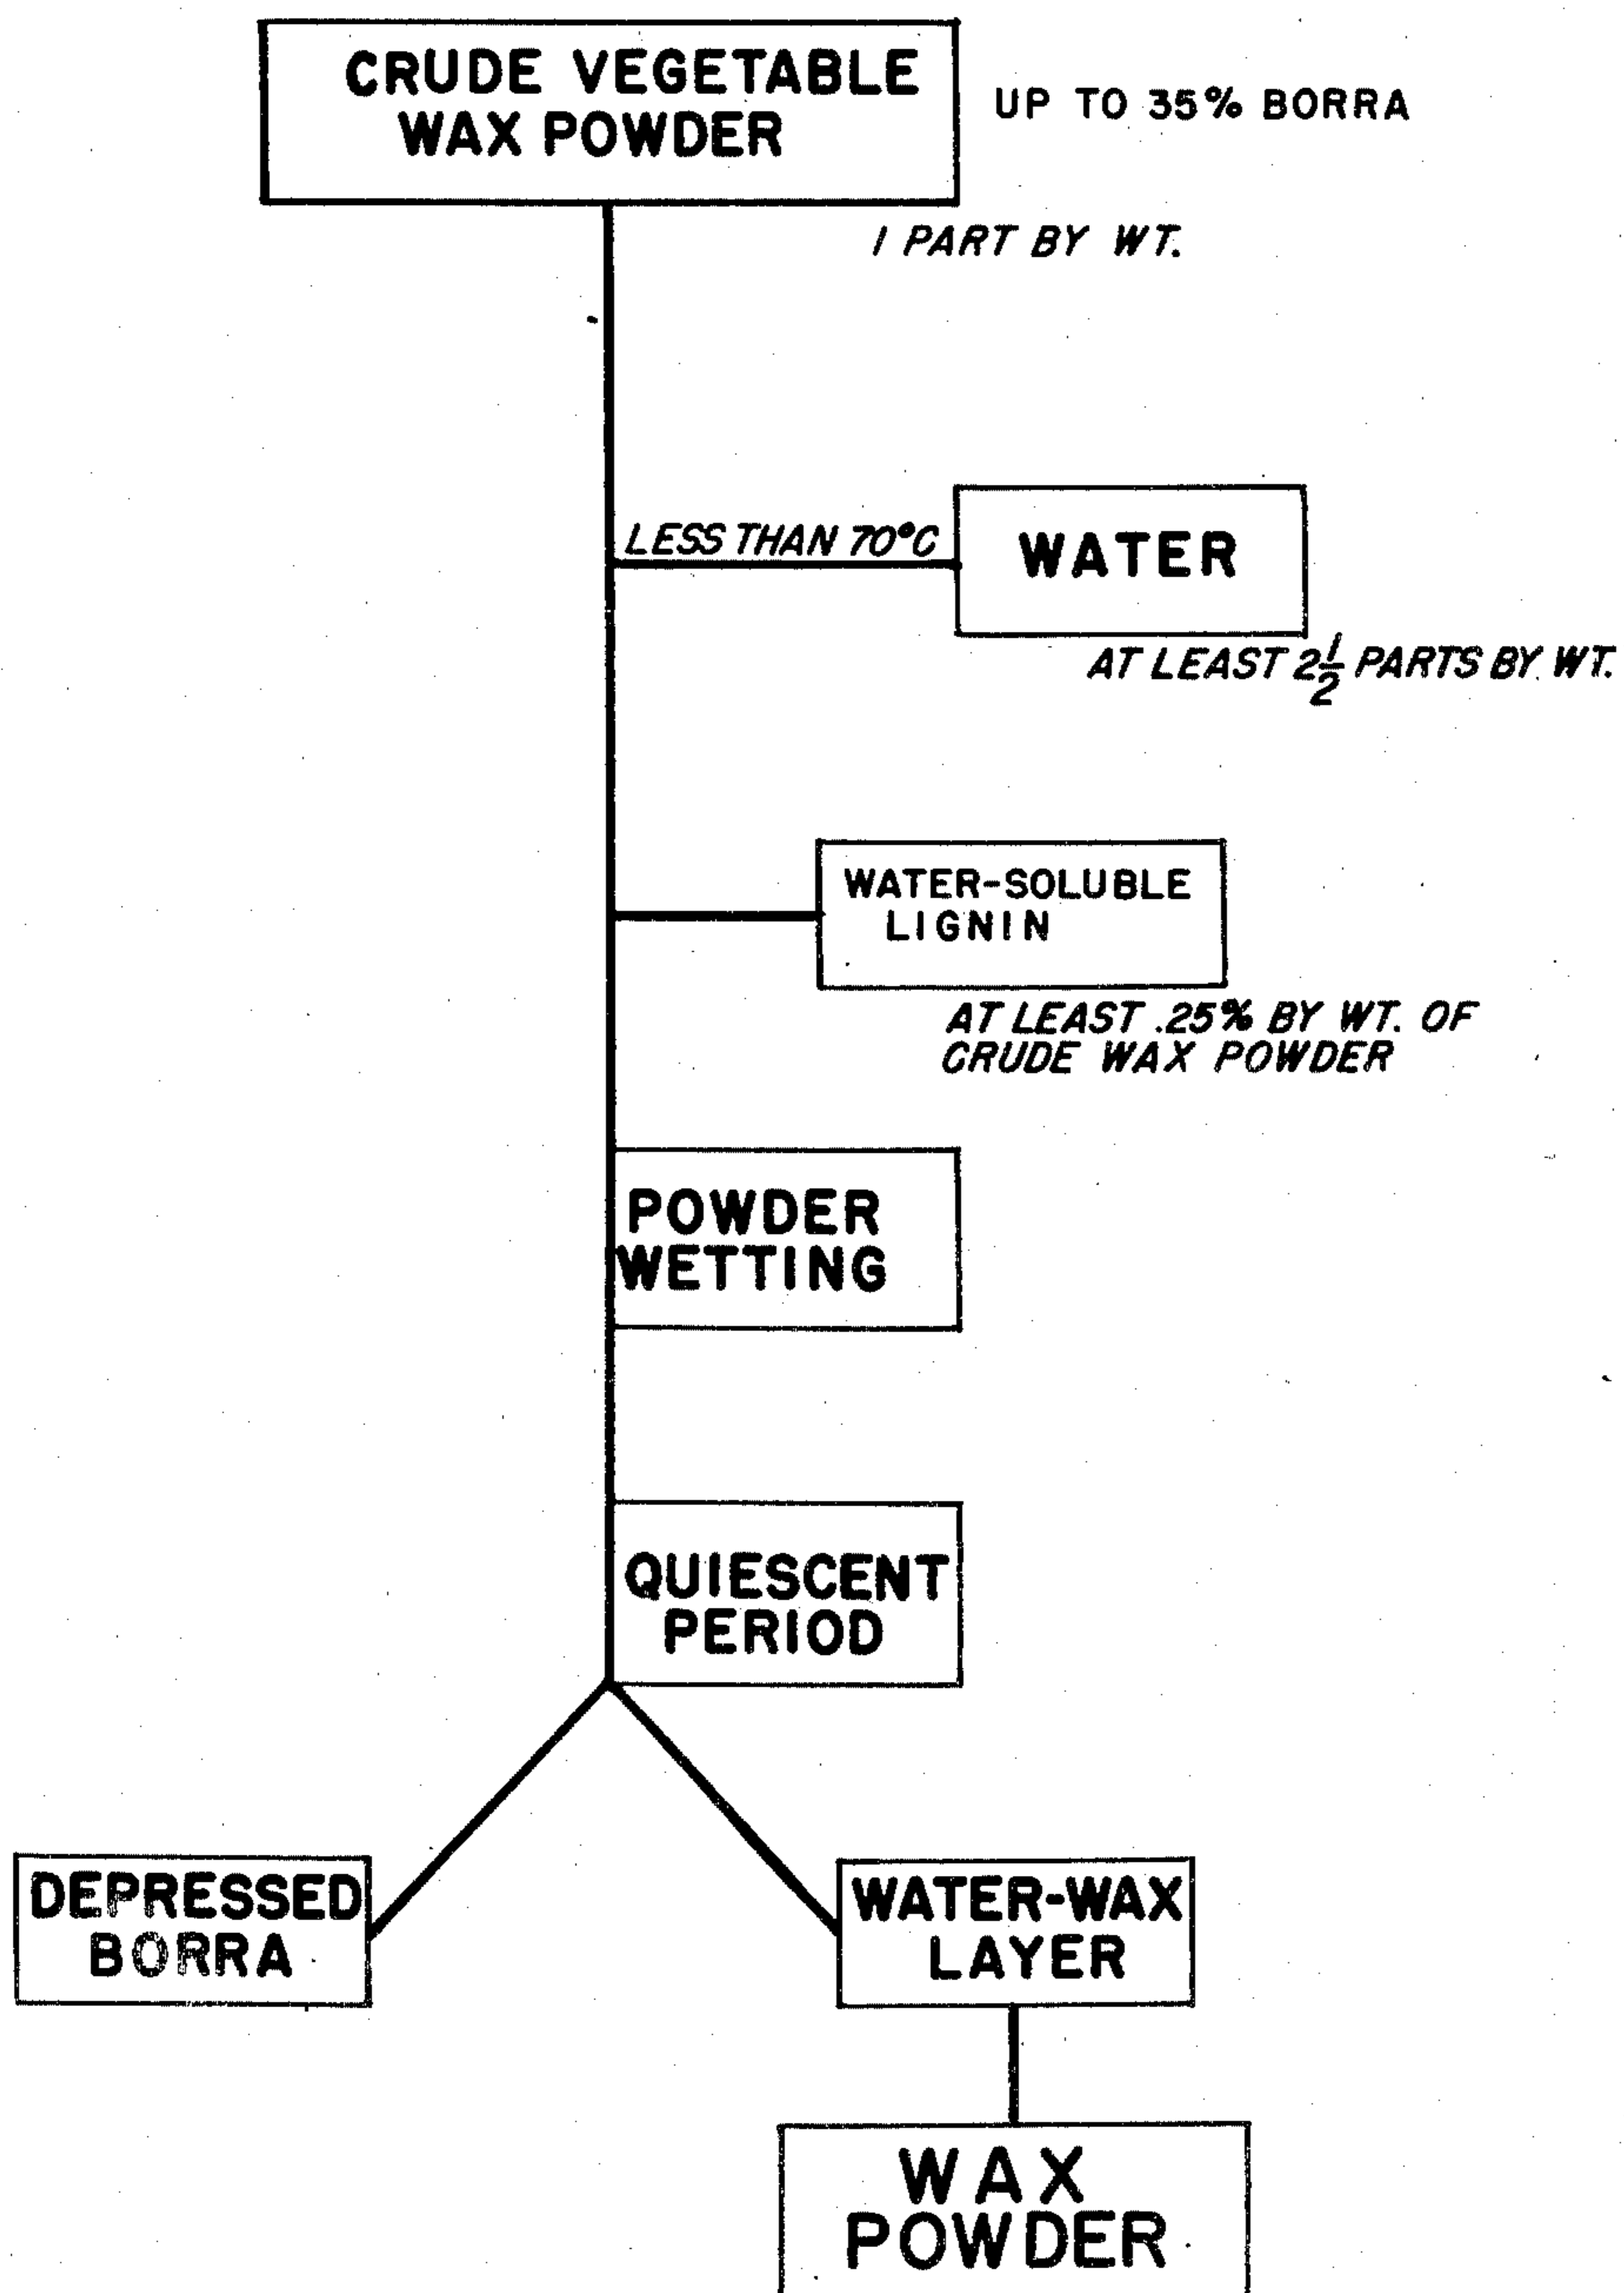 CRUDE VEGETABLE
WAX POWDER
UP TO 35% BORRA
1 PART BY WT.
LESS THAN 70°C
WATER
AT LEAST 2 1/2 PARTS BY WT.
WATER-SOLUBLE
LIGNIN
AT LEAST .25% BY WT. OF
CRUDE WAX POWDER
POWDER
WETTING
QUIESCENT
PERIOD
DEPRESSED
BORRA
WATER-WAX
LAYER
WAX
POWDER